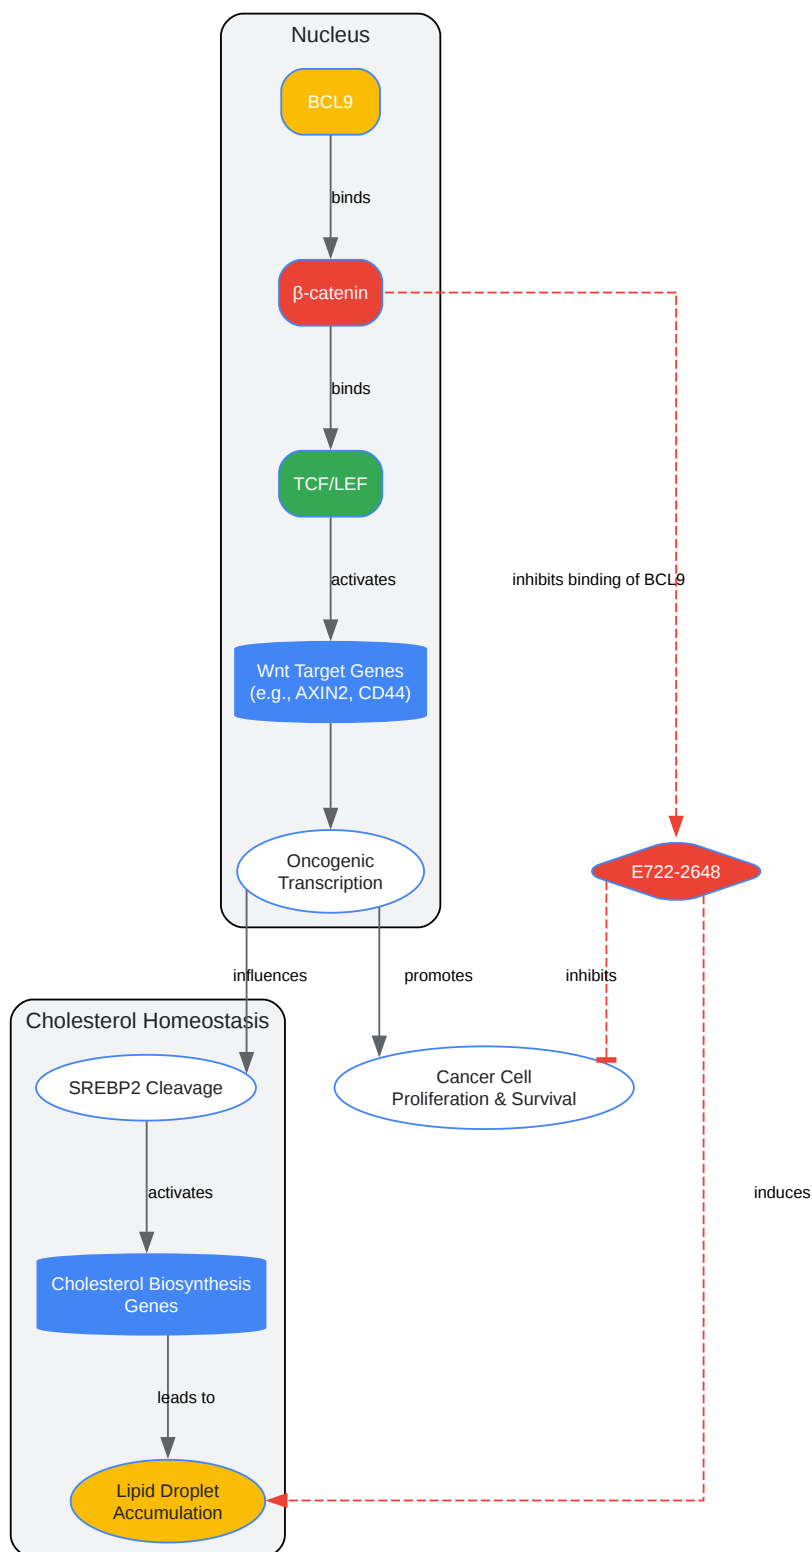 Nucleus
BCL9
binds
β-catenin
binds
TCF/LEF
activates
inhibits binding of BCL9
Wnt Target Genes
(e.g., AXIN2, CD44)
Oncogenic
Transcription
E722-2648
influences
promotes
inhibits
Cholesterol Homeostasis
SREBP2 Cleavage
Cancer Cell
Proliferation & Survival
activates
induces
Cholesterol Biosynthesis
Genes
leads to
Lipid Droplet
Accumulation